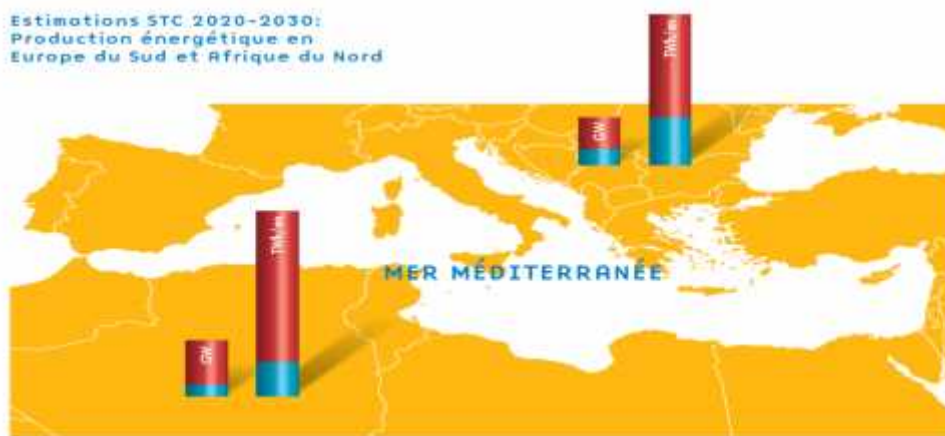 Estimations STC 2020-2030:
Production énergétique en
Europe du Sud et Afrique du Nord
TWh/an
GW
TWh/an
MER MÉDITERRANÉE
GW